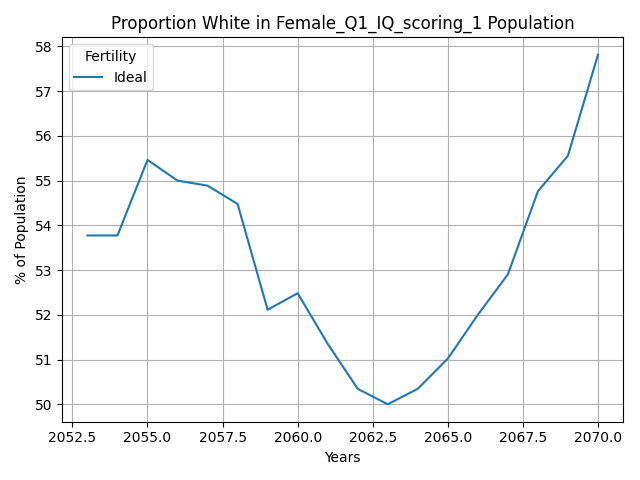 Proportion White in Female_Q1_IQ_scoring_1 Population
Fertility
Ideal
58
57
56
55
54
53
52
51
50
% of Population
2052.5 2055.0 2057.5 2060.0 2062.5 2065.0 2067.5 2070.0
Years